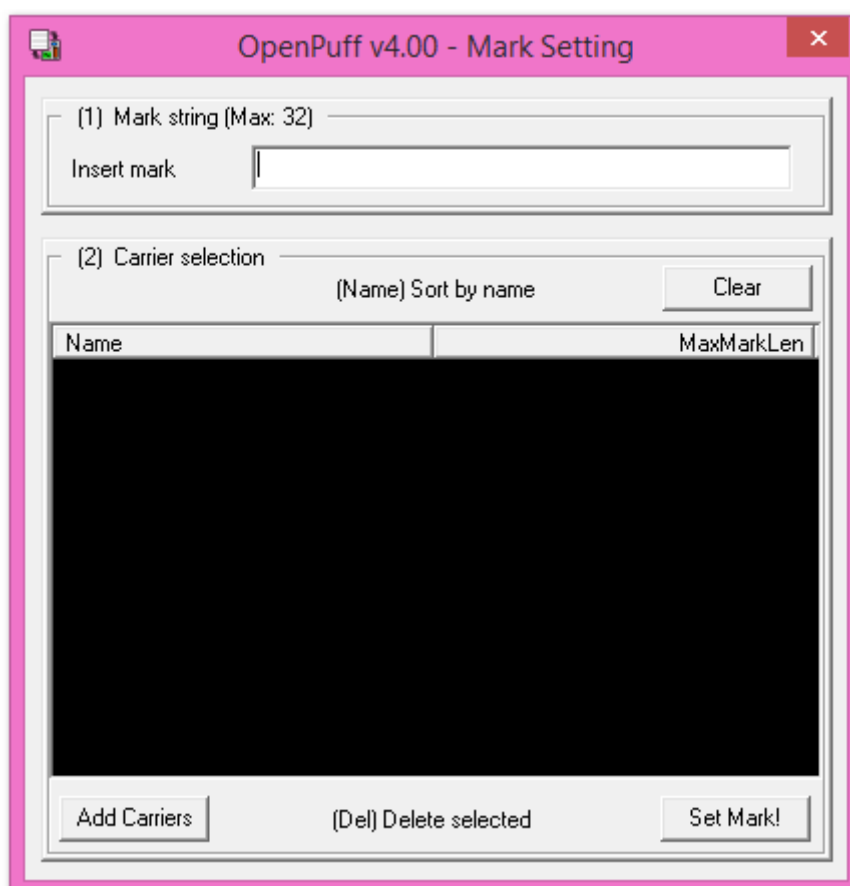 OpenPuff v4.00 - Mark Setting
(1) Mark string (Max: 32)
Insert mark
(2) Carrier selection
(Name) Sort by name
Clear
Name MaxMarkLen
Add Carriers (Del) Delete selected Set Mark!